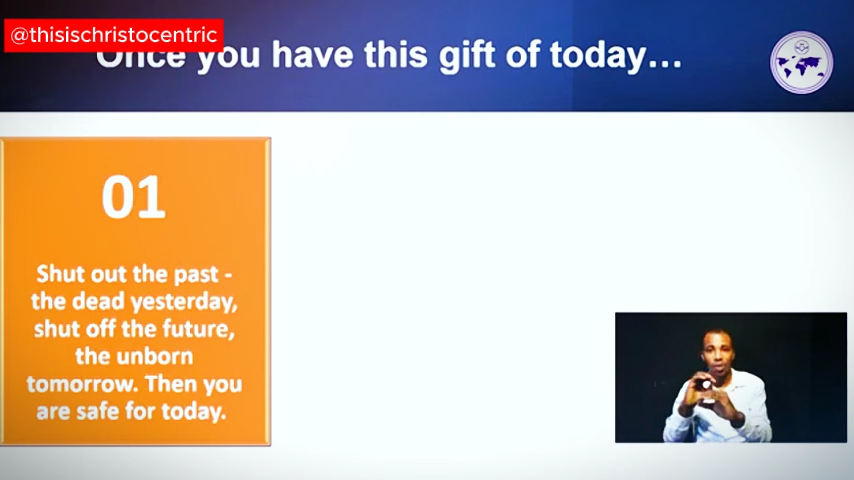 @thisischristocentric
Once you have this gift of today...
01
Shut out the past -
the dead yesterday,
shut off the future,
the unborn
tomorrow. Then you
are safe for today.